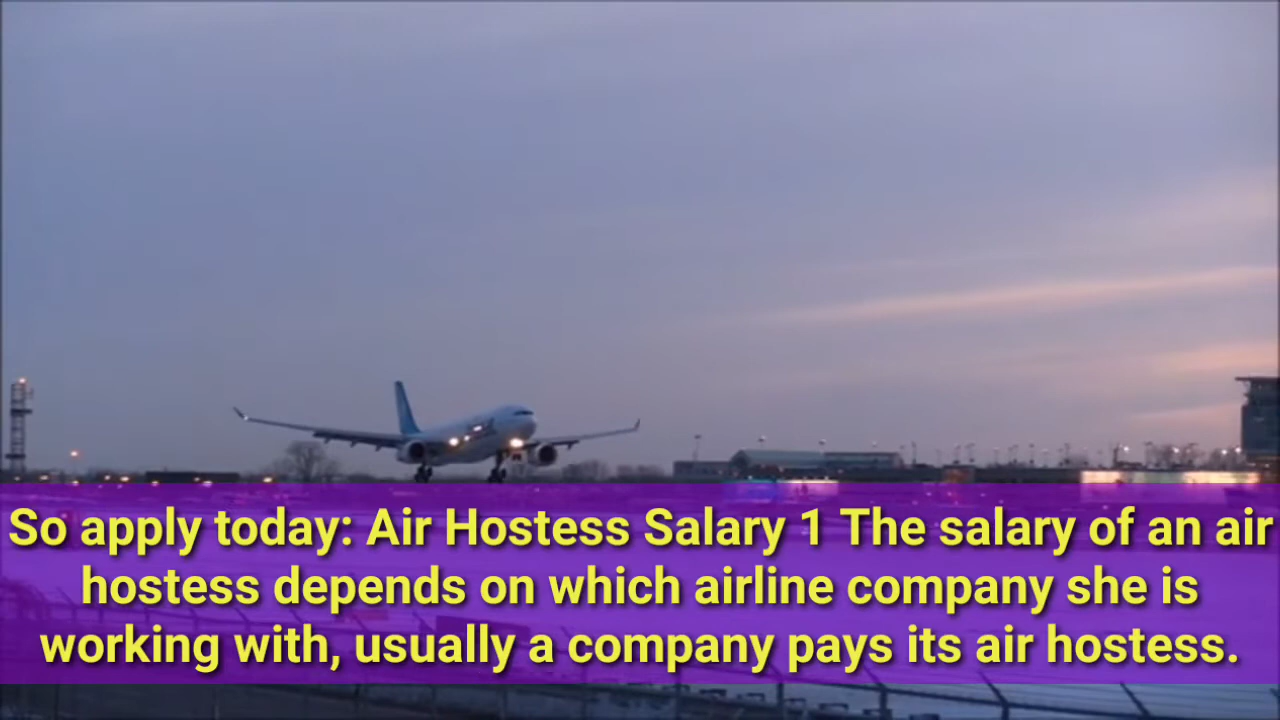 So apply today: Air Hostess Salary 1 The salary of an air
hostess depends on which airline company she is
working with, usually a company pays its air hostess.